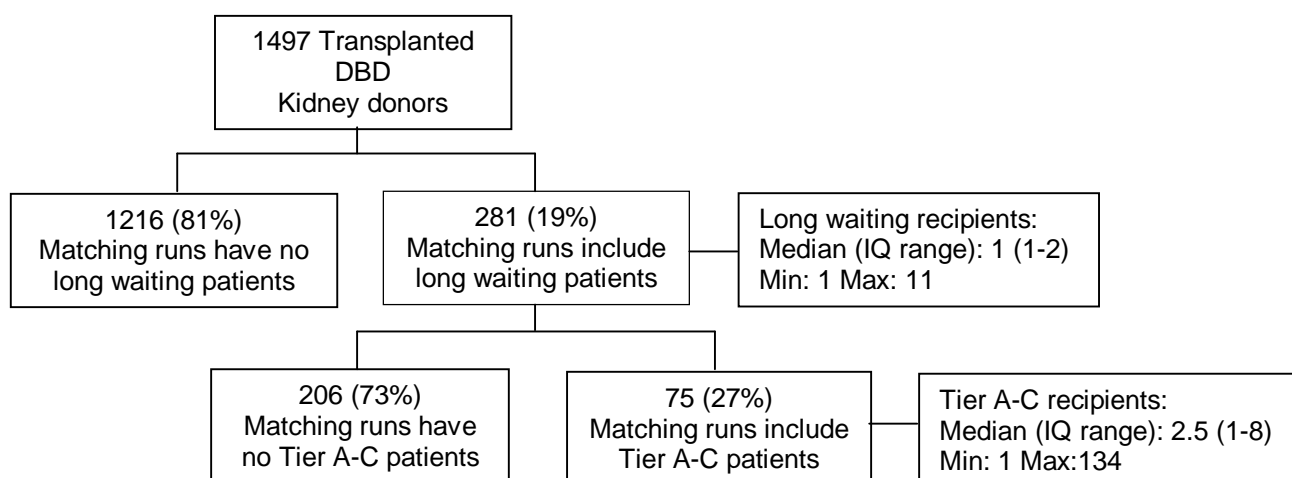 1497 Transplanted
DBD
Kidney donors
1216 (81%)
Matching runs have no
long waiting patients
281 (19%)
Matching runs include
long waiting patients
Long waiting recipients:
Median (IQ range): 1 (1-2)
Min: 1 Max: 11
206 (73%)
Matching runs have
no Tier A-C patients
75 (27%)
Matching runs include
Tier A-C patients
Tier A-C recipients:
Median (IQ range): 2.5 (1-8)
Min: 1 Max:134